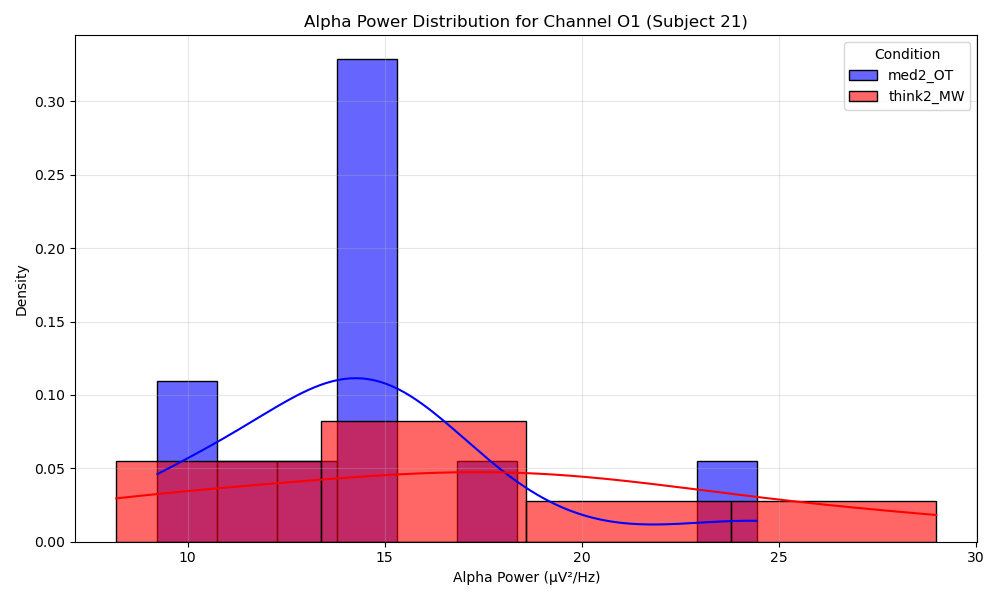 Alpha Power Distribution for Channel O1 (Subject 21)
Condition
med2_OT
think2_MW
Density
0.30
0.25
0.20
0.15
0.10
0.05
0.00
10 15 20 25 30
Alpha Power (μV²/Hz)